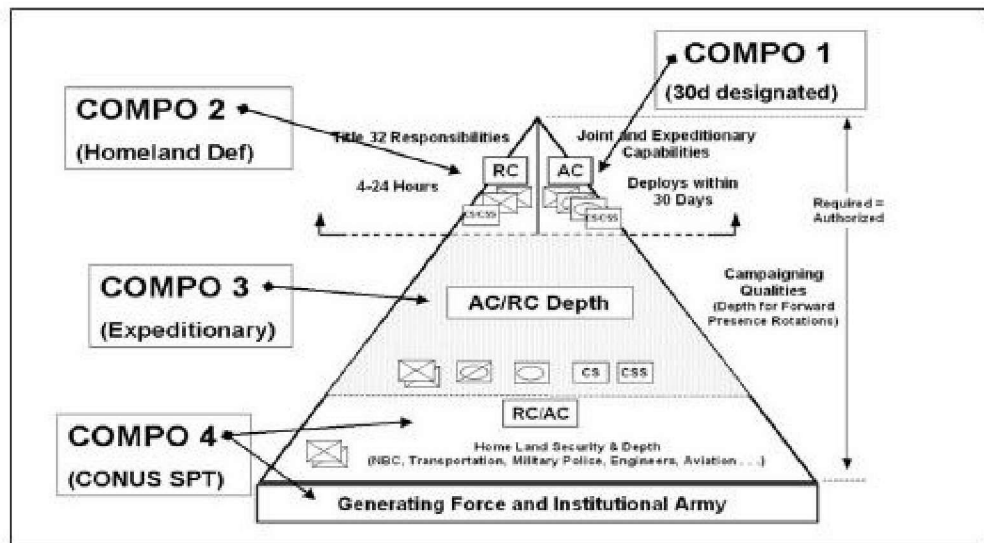 COMPO 1
(30d designated)
COMPO 2
(Homeland Def)
Title 32 Responsibilities
Joint and Expeditionary
Capabilities
RC
AC
4-24 Hours
Deploys within
30 Days
CS/CSS
CS/CSS
Required =
Authorized
COMPO 3
(Expeditionary)
AC/RC Depth
Campaigning
Qualities
(Depth for Forward
Presence Rotations)
CS
CSS
RC/AC
COMPO 4
(CONUS SPT)
Home Land Security & Depth
(NBC, Transportation, Military Police, Engineers, Aviation . . .)
Generating Force and Institutional Army